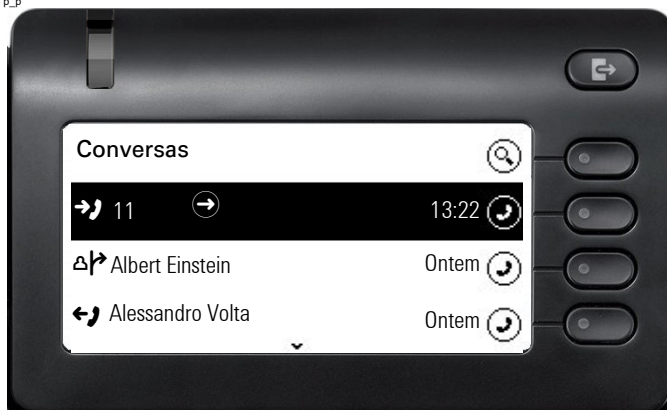 p_p
Conversas
11 13:22
Albert Einstein Ontem
Alessandro Volta Ontem